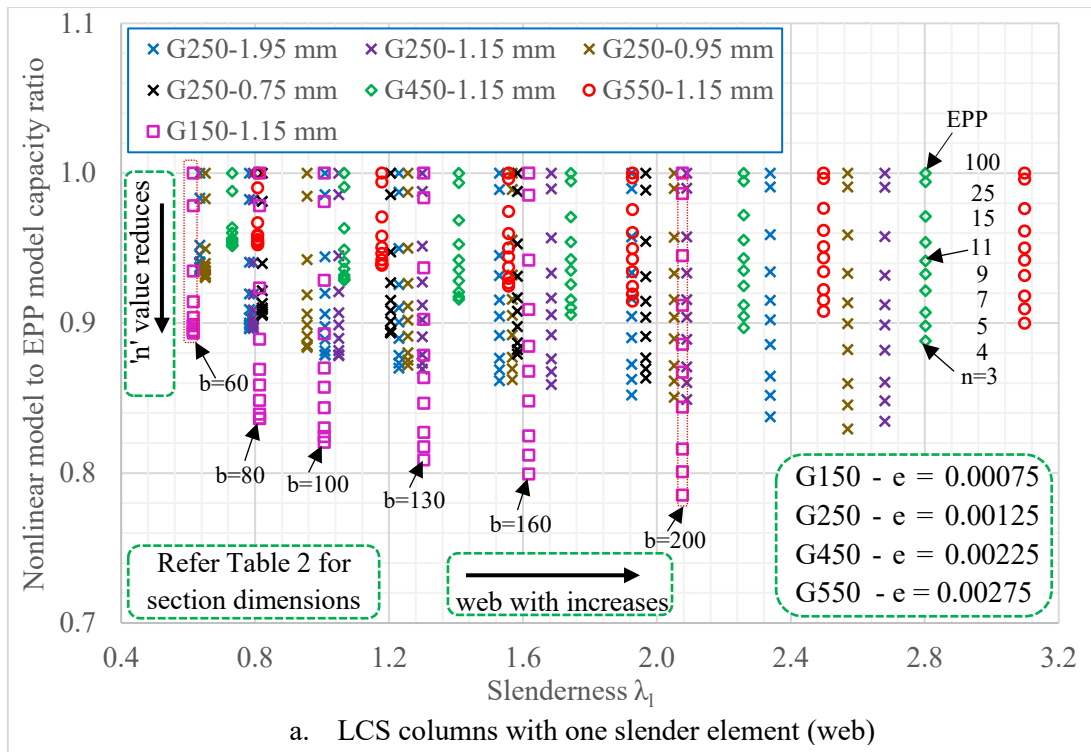 Nonlinear model to EPP model capacity ratio
1.1
1.0
0.9
0.8
0.7
G250-1.95 mm
G250-1.15 mm
G250-0.95 mm
G250-0.75 mm
G450-1.15 mm
G550-1.15 mm
G150-1.15 mm
'n' value reduces
EPP
100
25
15
11
9
7
5
4
n=3
b=60
b=80
b=100
b=130
b=160
b=200
Refer Table 2 for
section dimensions
web with increases
G150 - e = 0.00075
G250 - e = 0.00125
G450 - e = 0.00225
G550 - e = 0.00275
0.4 0.8 1.2 1.6 2.0 2.4 2.8 3.2
Slenderness λl
a. LCS columns with one slender element (web)